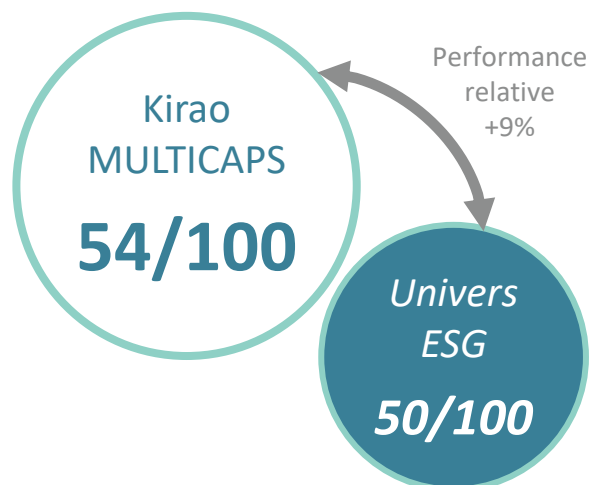 Performance
relative
+9%
Kirao
MULTICAPS
54/100
Univers
ESG
50/100